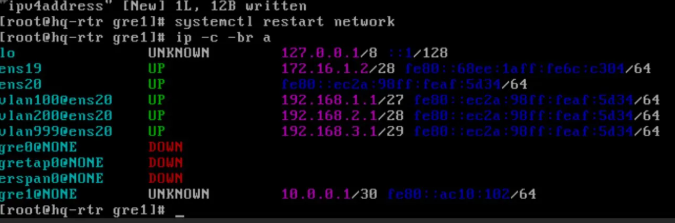 "ipv4address" [New] 1L, 12B written
[root@hq-rtr gre1]# systemctl restart network
[root@hq-rtr gre1]# ip -c -br a
lo UNKNOWN 127.0.0.1/8 ::1/128
ens19 UP 172.16.1.2/28 fe80::60ee:1aff:fe6c:c304/64
ens20 UP fe80::ec2a:98ff:feaf:5d34/64
vlan100@ens20 UP 192.168.1.1/27 fe80::ec2a:98ff:feaf:5d34/64
vlan200@ens20 UP 192.168.2.1/28 fe80::ec2a:98ff:feaf:5d34/64
vlan999@ens20 UP 192.168.3.1/29 fe80::ec2a:98ff:feaf:5d34/64
gre0@NONE DOWN
gretap0@NONE DOWN
erspan0@NONE DOWN
gre1@NONE UNKNOWN 10.0.0.1/30 fe80::ac10:102/64
[root@hq-rtr gre1]# _